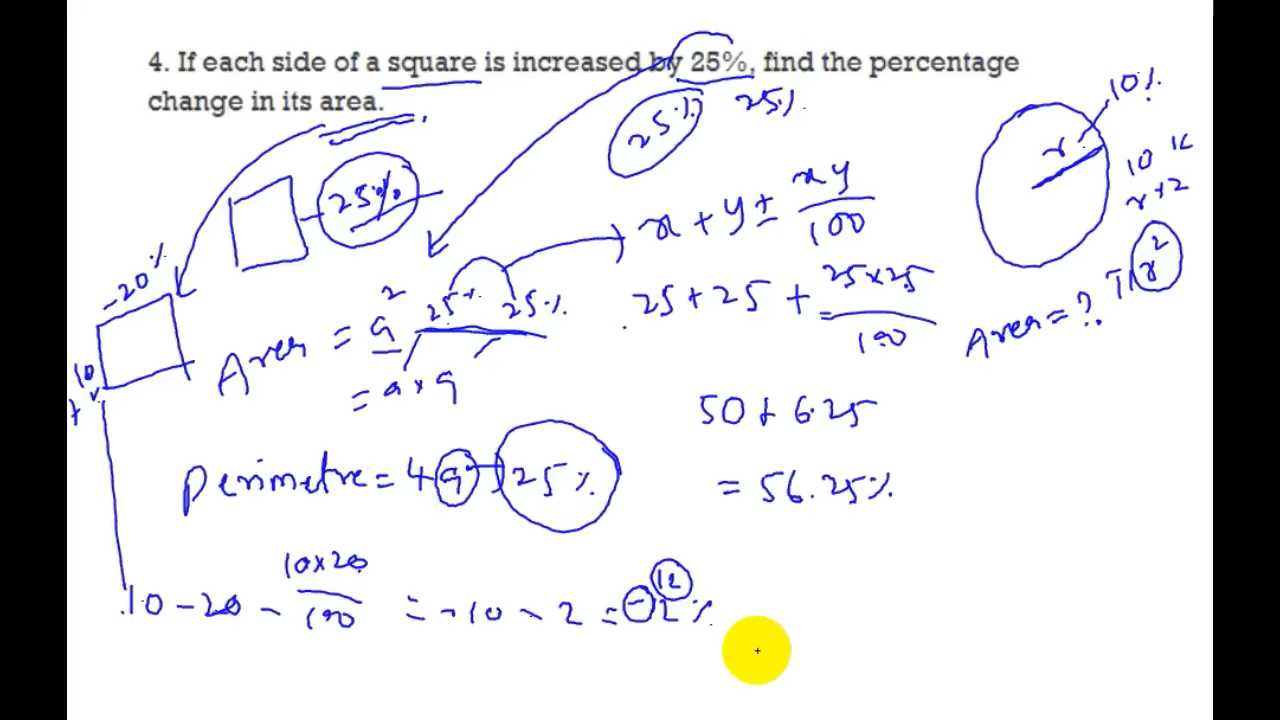 4. If each side of a square is increased by 25%, find the percentage
change in its area.
25%
25%
10%
r
10 %
r+2
25%
x + y ± xy/100
-20%
Area = a² 25% 25%
= a × a
25 + 25 + 25×25/100
πr²
Area = ?
10
50 + 6.25
Perimetre = 4a 25%
= 56.25%
10 - 20 - 10×20/100 = -10 - 2 = -2%
12